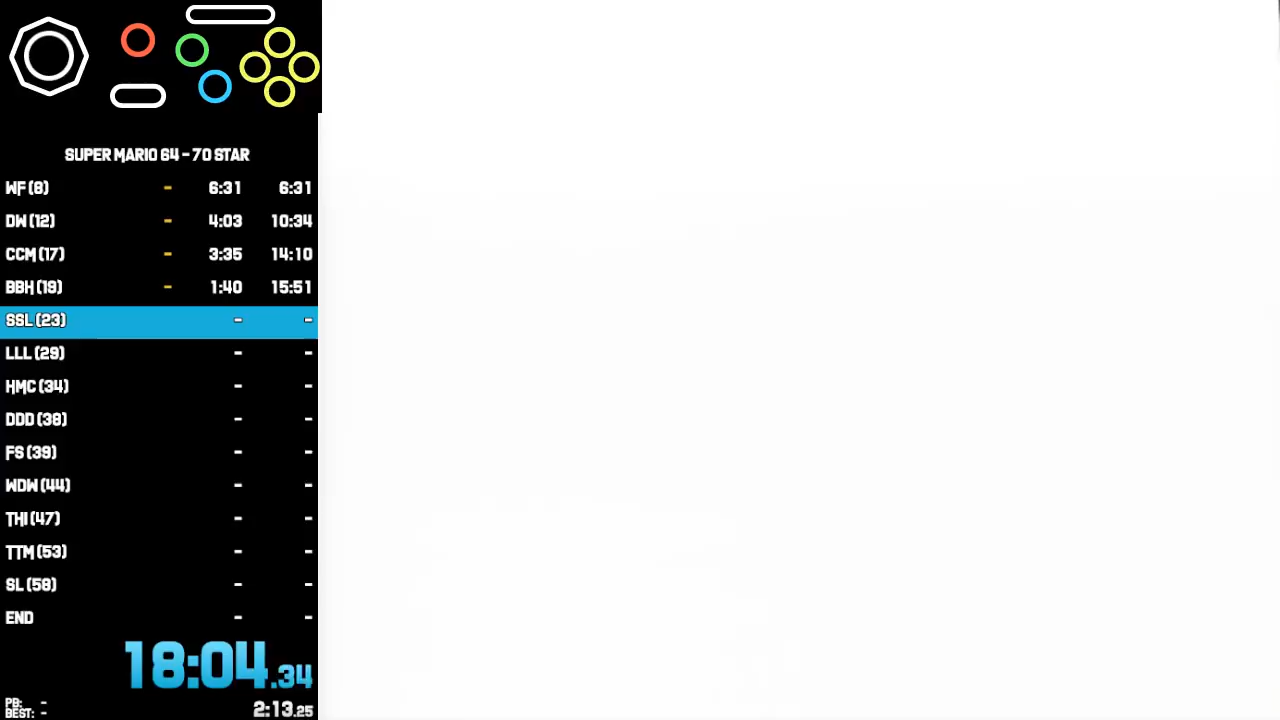 SUPER MARIO 64 - 70 STAR
WF (8) - 6:31 6:31
DW (12) - 4:03 10:34
CCM (17) - 3:35 14:10
BBH (19) - 1:40 15:51
SSL (23) - -
LLL (29) - -
HMC (34) - -
DDD (38) - -
FS (39) - -
WDW (44) - -
THI (47) - -
TTM (53) - -
SL (58) - -
END - -
18:04.34
PB: -
BEST: - 2:13.25